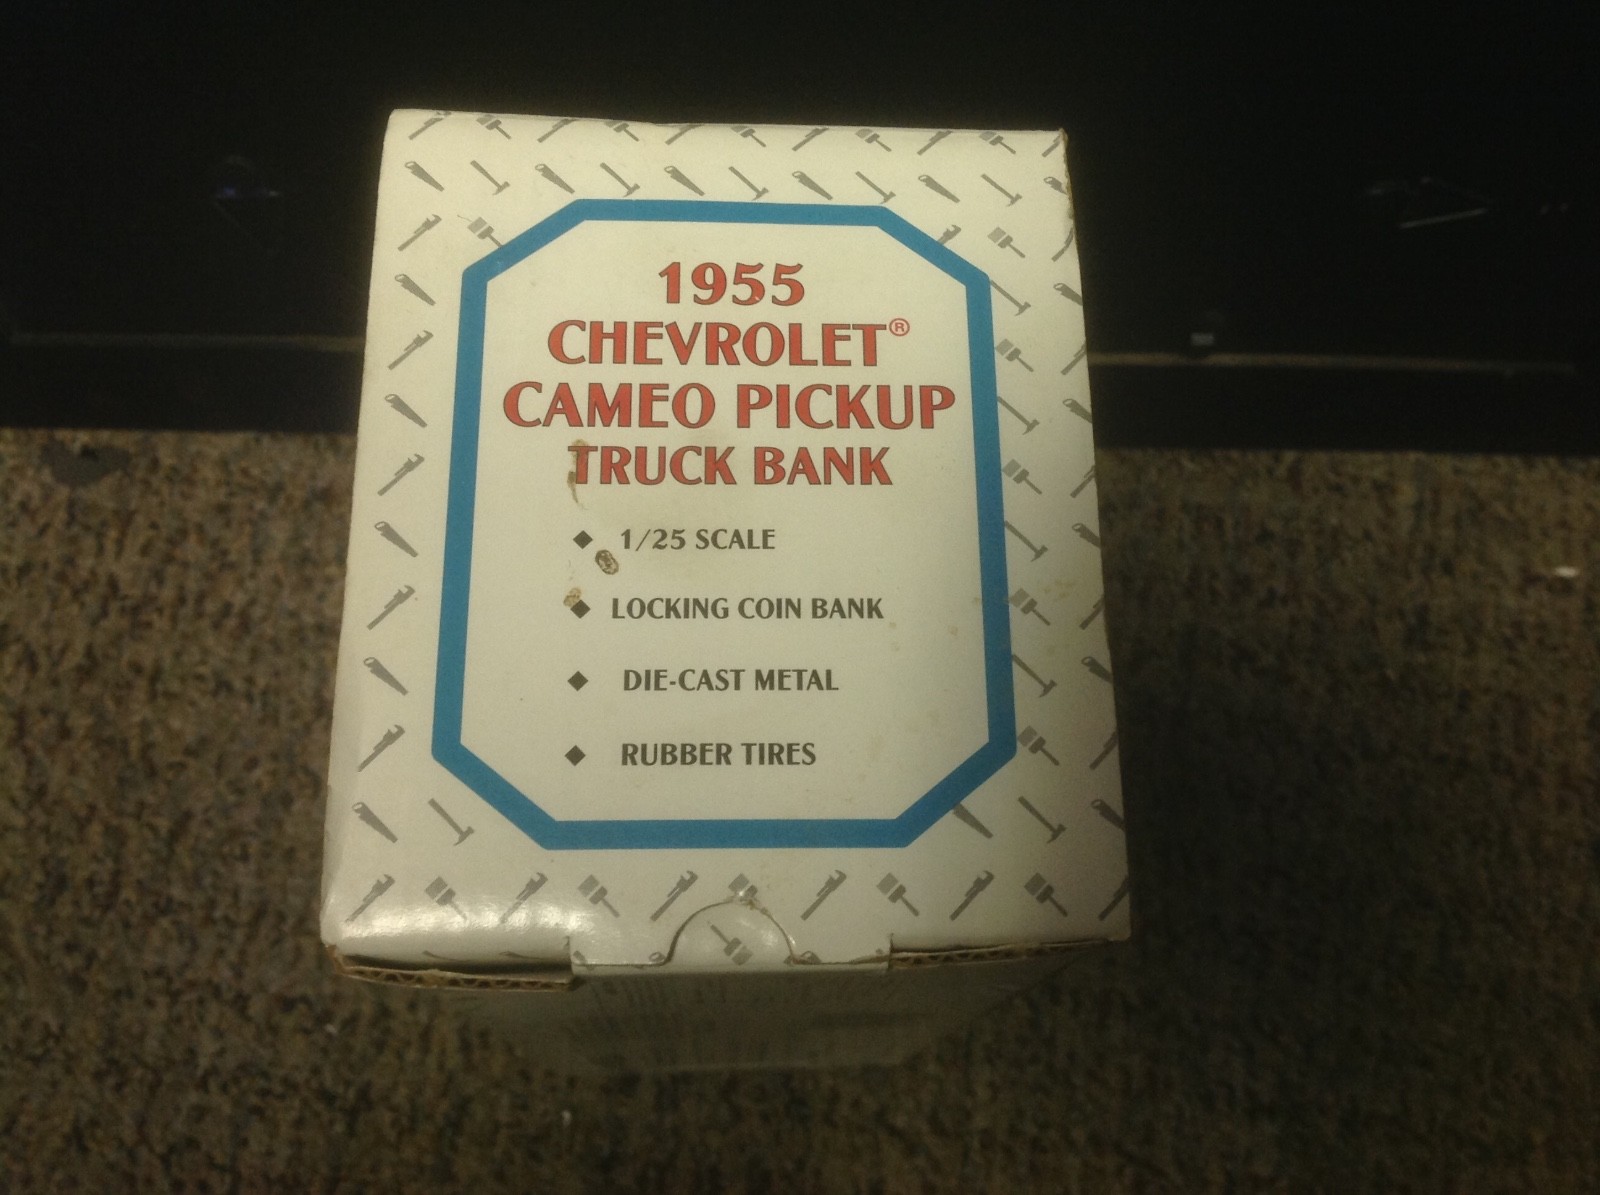 1955
CHEVROLET®
CAMEO PICKUP
TRUCK BANK
◆ 1/25 SCALE
◆ LOCKING COIN BANK
◆ DIE-CAST METAL
◆ RUBBER TIRES